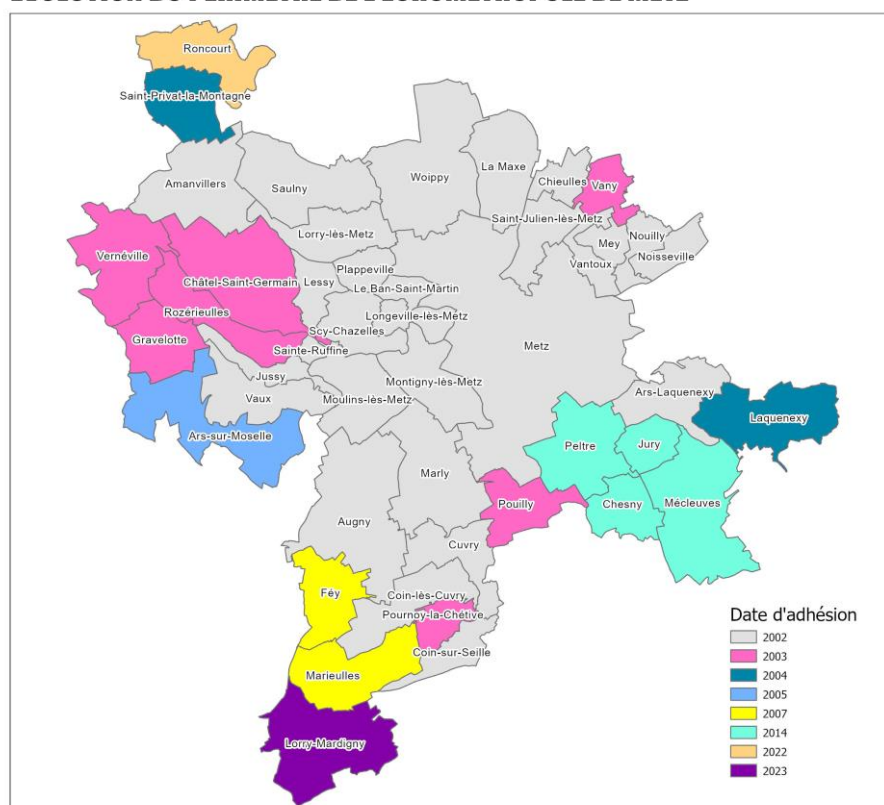 Roncourt
Saint-Privat-la-Montagne
Woippy
La Maxe
Amanvillers
Saulny
Chieulles
Vany
Saint-Julien-lès-Metz
Lorry-lès-Metz
Mey
Nouilly
Noisseville
Vantoux
Vernéville
Plappeville
Châtel-Saint-Germain
Lessy
Le Ban-Saint-Martin
Rozérieulles
Longeville-lès-Metz
Scy-Chazelles
Gravelotte
Sainte-Ruffine
Metz
Jussy
Montigny-lès-Metz
Ars-Laquenexy
Vaux
Moulins-lès-Metz
Laquenexy
Ars-sur-Moselle
Peltre
Jury
Marly
Pouilly
Chesny
Mécleuves
Augny
Cuvry
Féy
Coin-lès-Cuvry
Pournoy-la-Chétive
Coin-sur-Seille
Marieulles
Lorry-Mardigny
Date d'adhésion
2002
2003
2004
2005
2007
2014
2022
2023